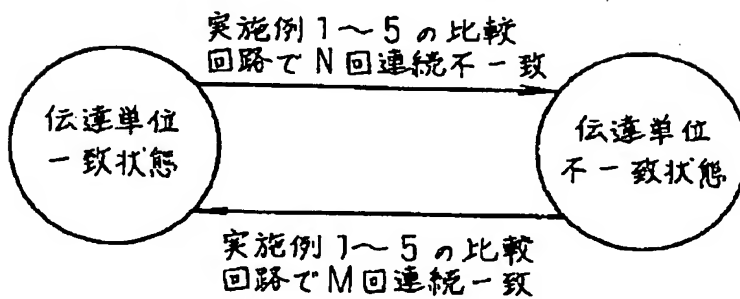 実施例1～5の比較
回路でN回連続不一致
伝達単位
一致状態
伝達単位
不一致状態
実施例1～5の比較
回路でM回連続一致